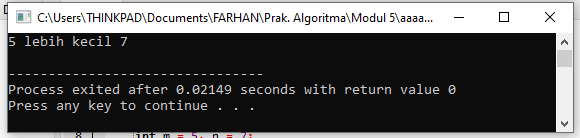 C:\Users\THINKPAD\Documents\FARHAN\Prak. Algoritma\Modul 5\aaaa...
5 lebih kecil 7
--------------------------------
Process exited after 0.02149 seconds with return value 0
Press any key to continue . . .
8
int m = 5, n = 7;